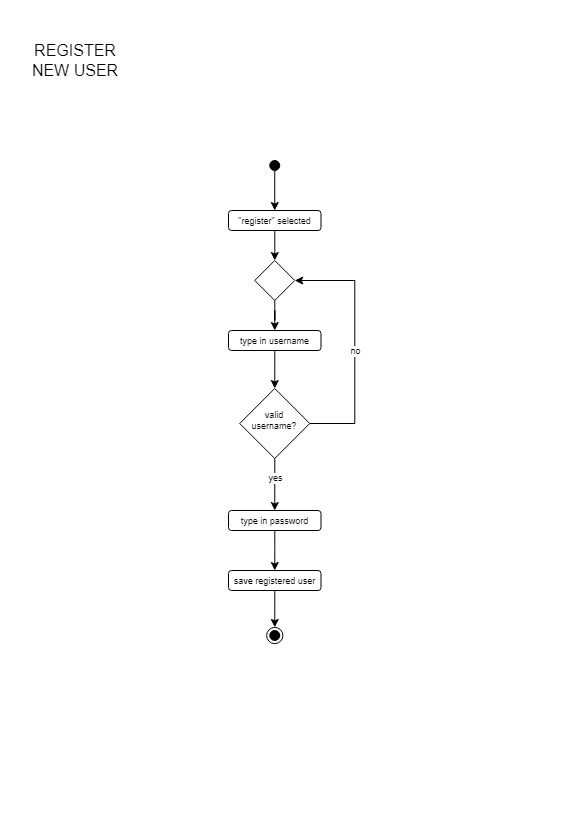 REGISTER
NEW USER
"register" selected
type in username
no
valid
username?
yes
type in password
save registered user